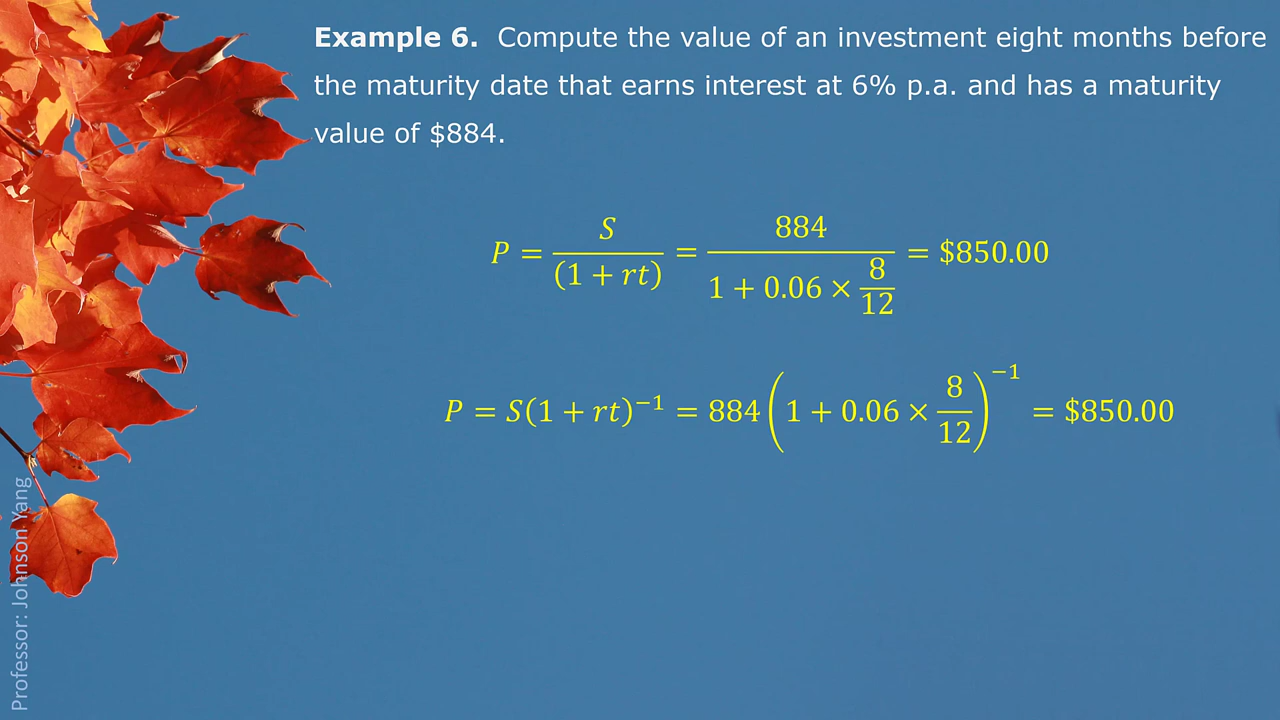 Example 6. Compute the value of an investment eight months before
the maturity date that earns interest at 6% p.a. and has a maturity
value of $884.
P = S/(1 + rt) = 884/(1 + 0.06 × 8/12) = $850.00
P = S(1 + rt)⁻¹ = 884(1 + 0.06 × 8/12)⁻¹ = $850.00
Professor: Johnson Yang